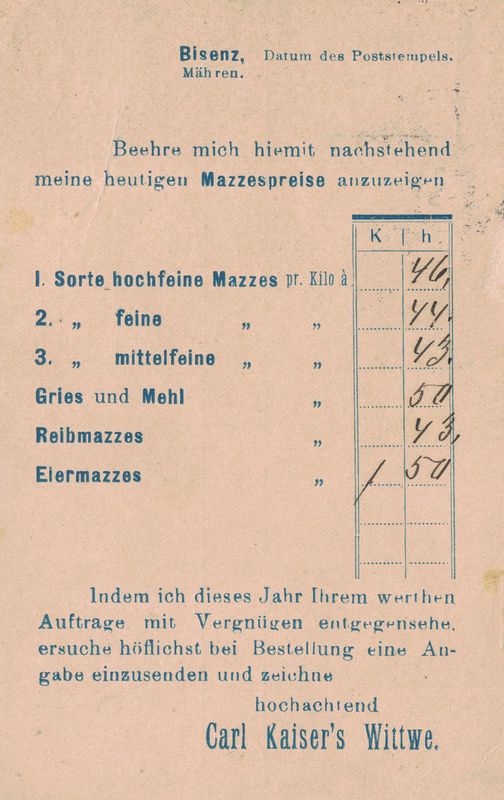 Bisenz, Datum des Poststempels.
Mähren.
Beehre mich hiemit nachstehend
meine heutigen Mazzespreise anzuzeigen
K h
1. Sorte hochfeine Mazzes pr. Kilo à 46,
2. „ feine „ „ 44.
3. „ mittelfeine „ „ 43.
Gries und Mehl „ 50
Reibmazzes „ 43,
Eiermazzes „ 1 50
Indem ich dieses Jahr Ihrem werthen
Auftrage mit Vergnügen entgegensehe,
ersuche höflichst bei Bestellung eine An-
gabe einzusenden und zeichne
hochachtend
Carl Kaiser's Wittwe.